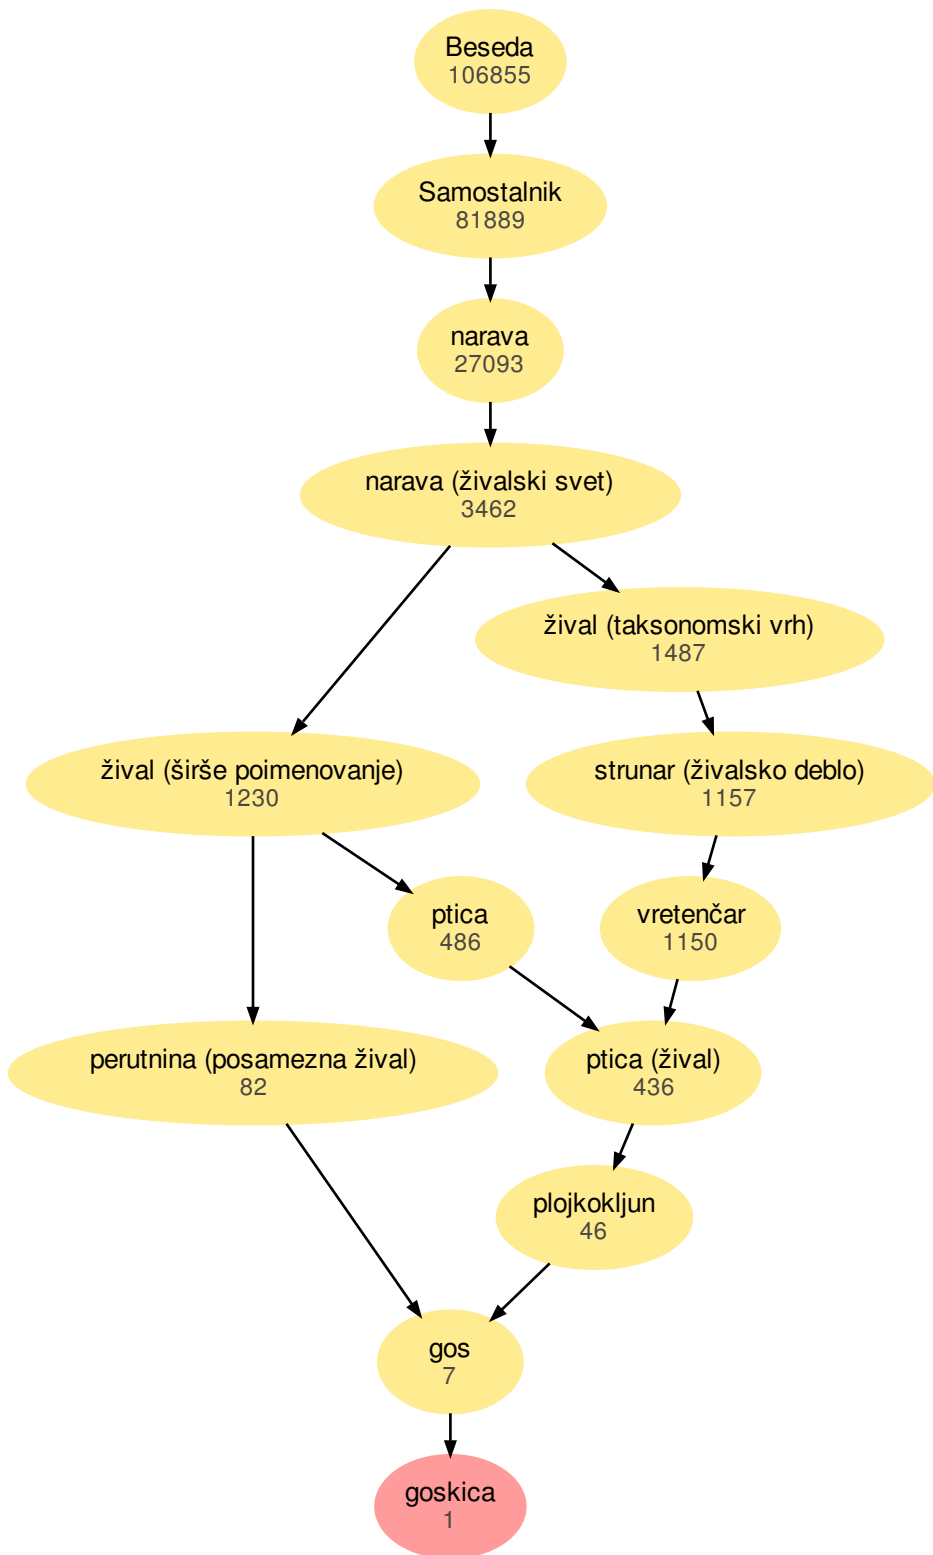 Beseda
106855
Samostalnik
81889
narava
27093
narava (živalski svet)
3462
žival (taksonomski vrh)
1487
žival (širše poimenovanje)
1230
strunar (živalsko deblo)
1157
ptica
486
vretenčar
1150
perutnina (posamezna žival)
82
ptica (žival)
436
plojkokljun
46
gos
7
goskica
1